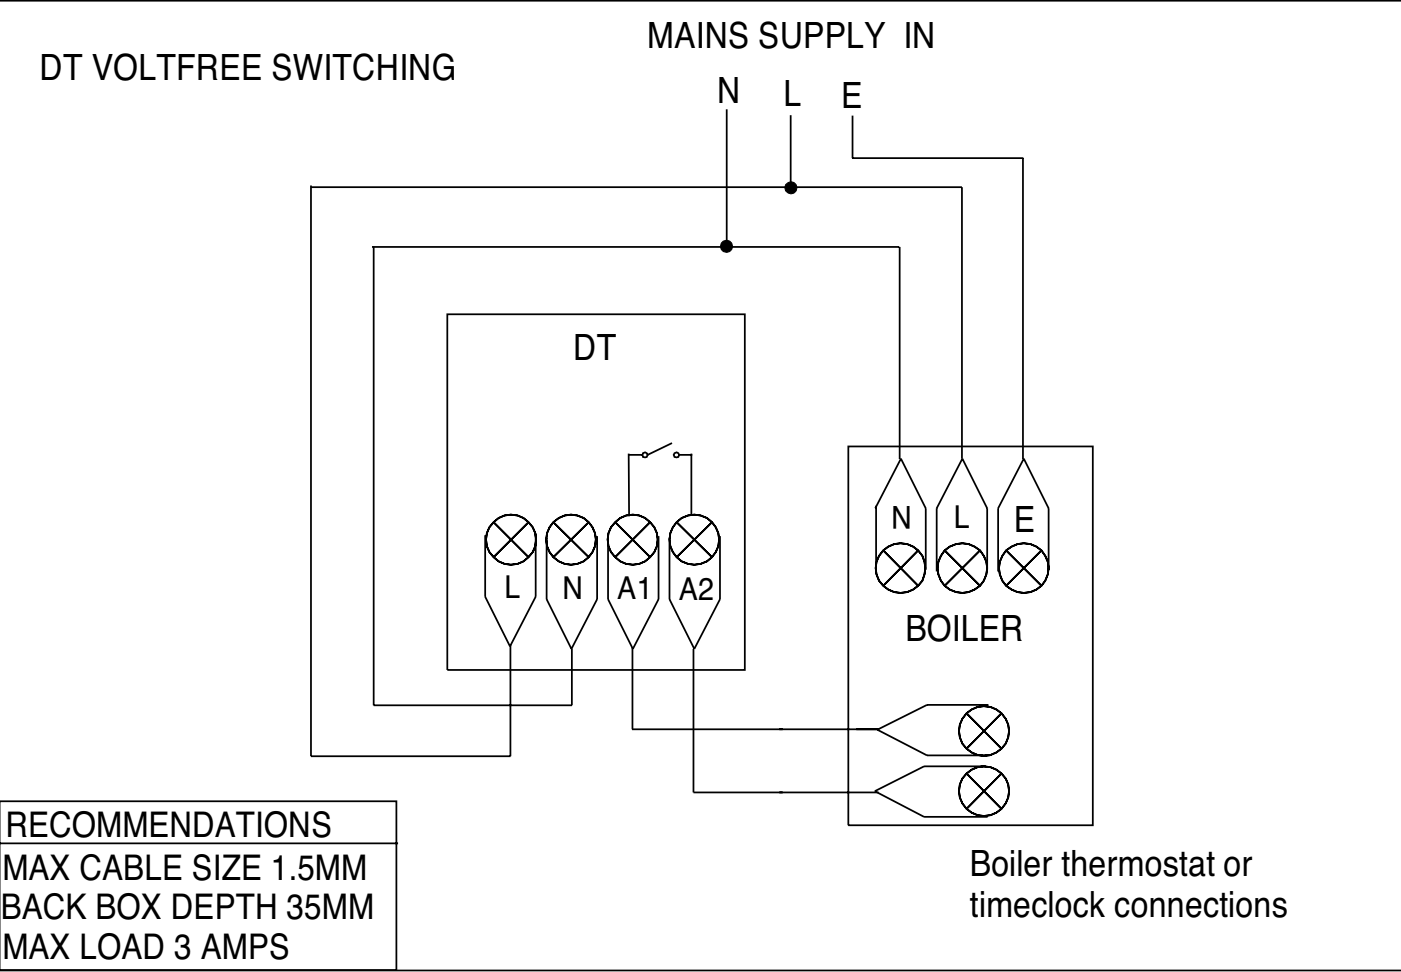 MAINS SUPPLY IN
DT VOLTFREE SWITCHING
N L E
DT
L N A1 A2
N L E
BOILER
RECOMMENDATIONS
MAX CABLE SIZE 1.5MM
BACK BOX DEPTH 35MM
MAX LOAD 3 AMPS
Boiler thermostat or
timeclock connections